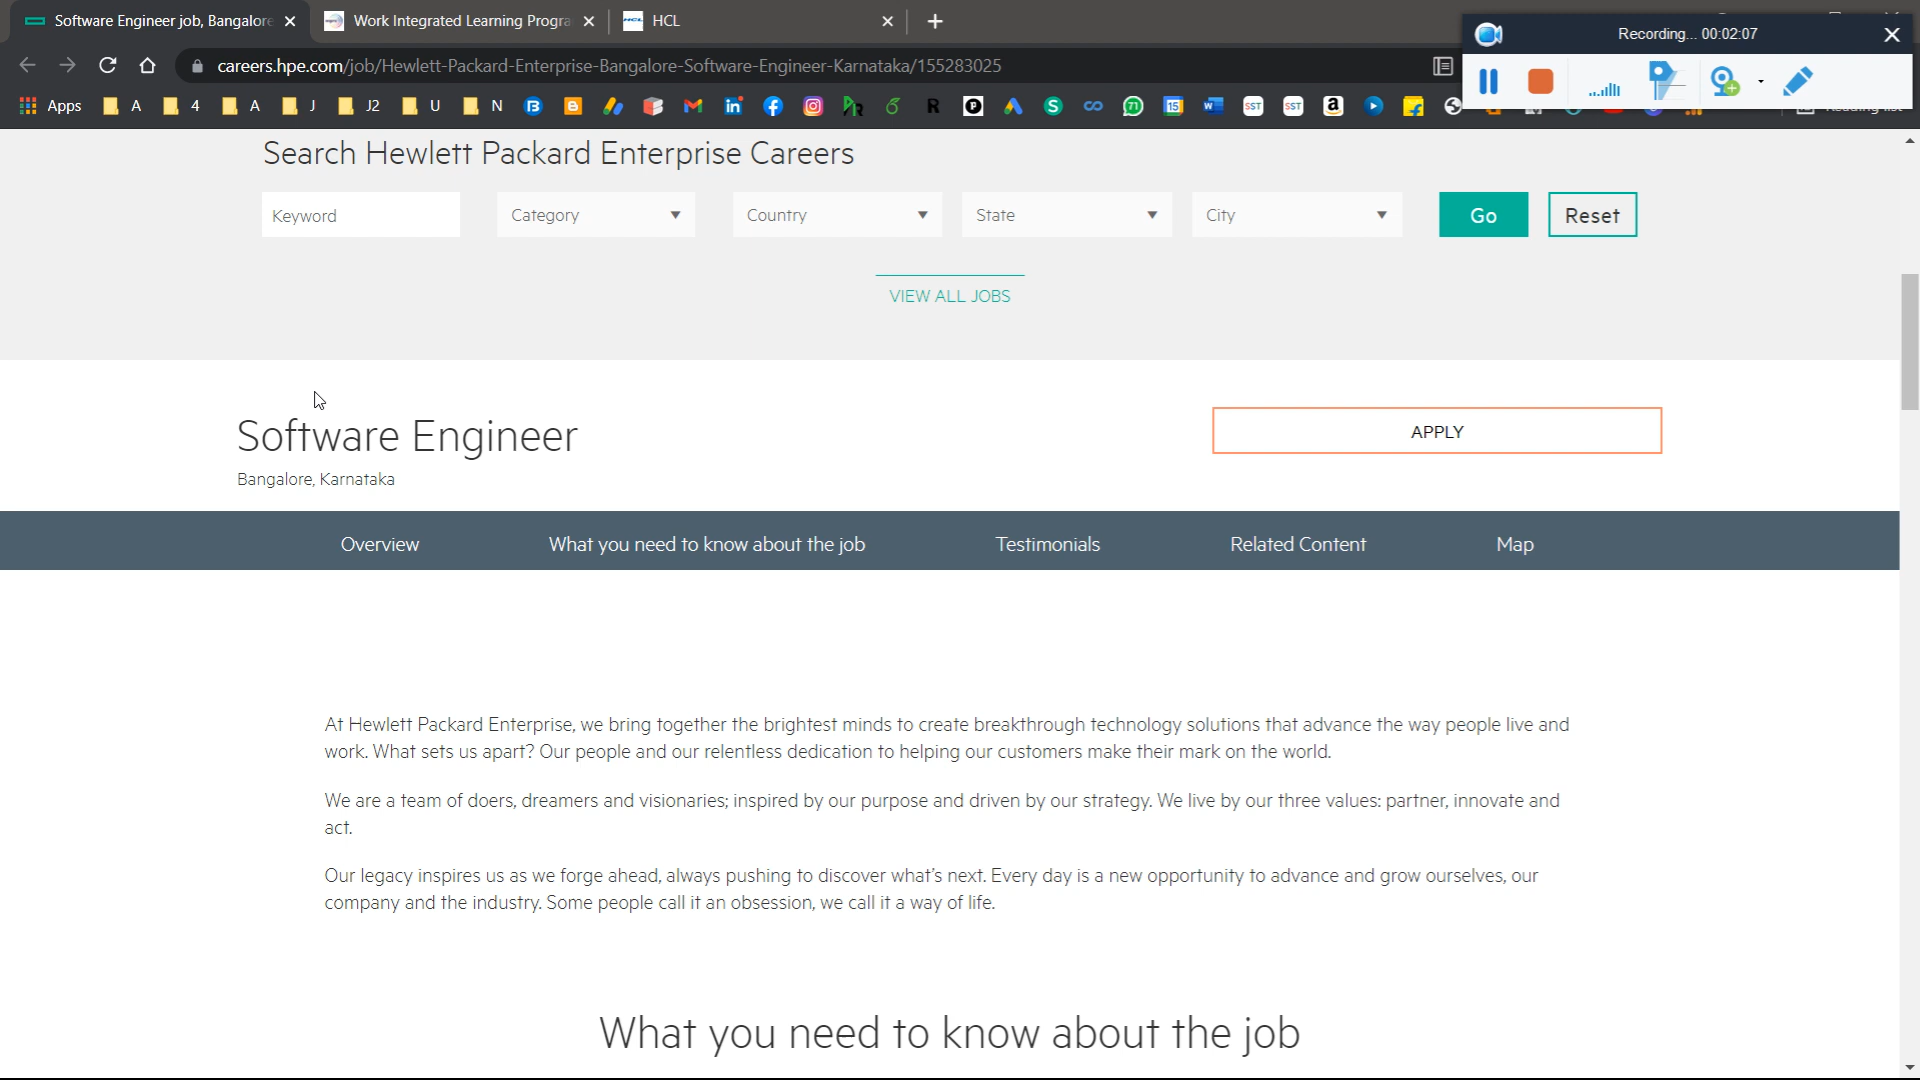 Software Engineer job, Bangalore
Work Integrated Learning Progra
HCL
Recording... 00:02:07
careers.hpe.com/job/Hewlett-Packard-Enterprise-Bangalore-Software-Engineer-Karnataka/155283025
Apps A 4 A J J2 U N
Reading list
Search Hewlett Packard Enterprise Careers
Keyword Category Country State City Go Reset
VIEW ALL JOBS
Software Engineer
APPLY
Bangalore, Karnataka
Overview What you need to know about the job Testimonials Related Content Map
At Hewlett Packard Enterprise, we bring together the brightest minds to create breakthrough technology solutions that advance the way people live and
work. What sets us apart? Our people and our relentless dedication to helping our customers make their mark on the world.
We are a team of doers, dreamers and visionaries; inspired by our purpose and driven by our strategy. We live by our three values: partner, innovate and
act.
Our legacy inspires us as we forge ahead, always pushing to discover what's next. Every day is a new opportunity to advance and grow ourselves, our
company and the industry. Some people call it an obsession, we call it a way of life.
What you need to know about the job